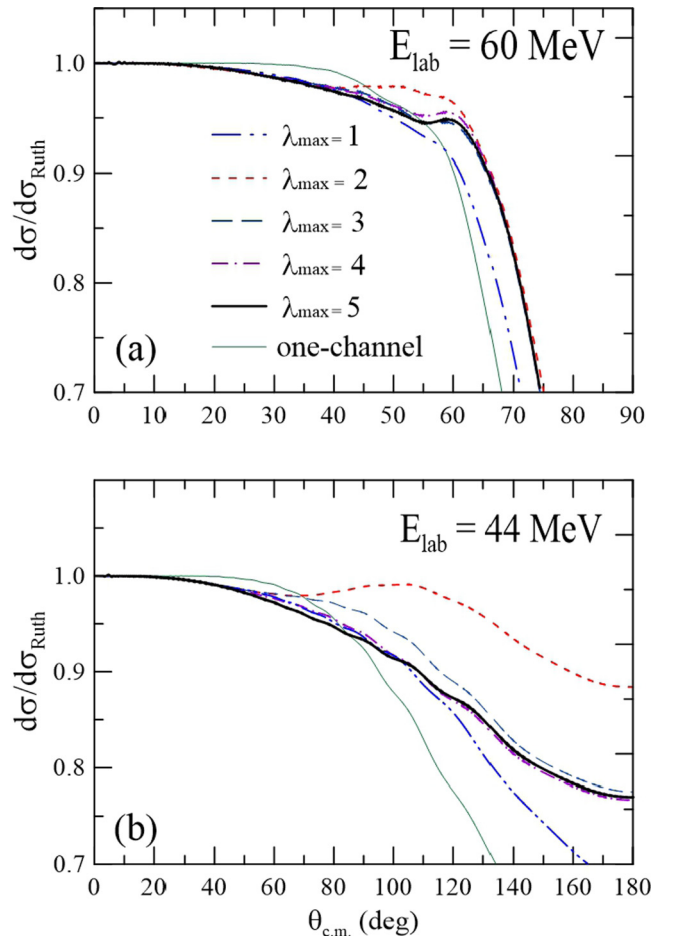 (a)
E_lab = 60 MeV
dσ/dσ_Ruth
1.0
0.9
0.8
0.7
λmax= 1
λmax= 2
λmax= 3
λmax= 4
λmax= 5
one-channel
0 10 20 30 40 50 60 70 80 90
E_lab = 44 MeV
dσ/dσ_Ruth
1.0
0.9
0.8
0.7
(b)
0 20 40 60 80 100 120 140 160 180
θ_c.m. (deg)